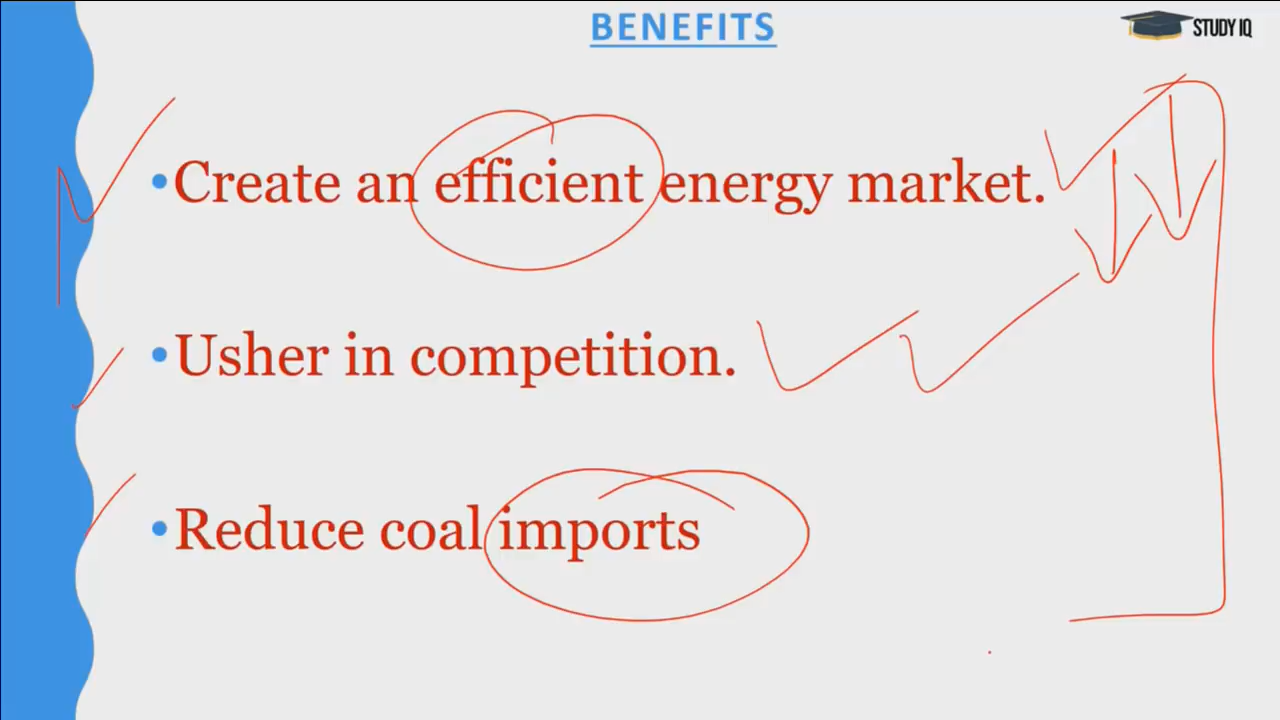 BENEFITS
STUDY IQ
•Create an efficient energy market.
•Usher in competition.
•Reduce coal imports